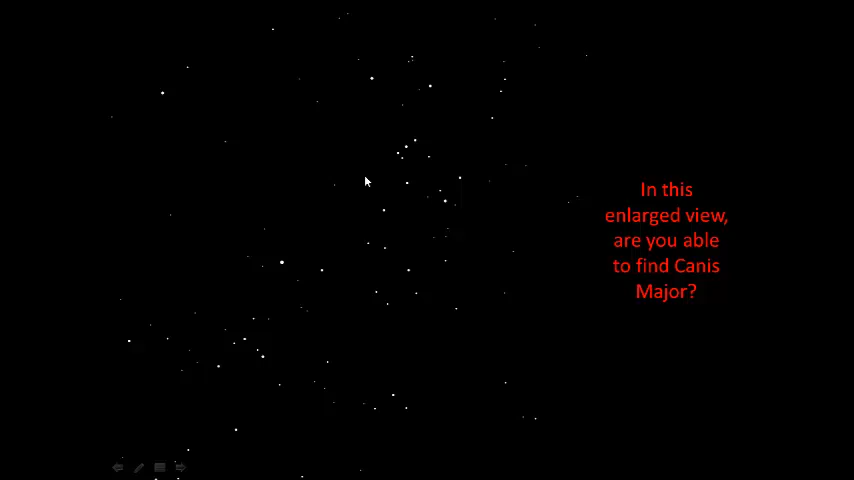 In this
enlarged view,
are you able
to find Canis
Major?